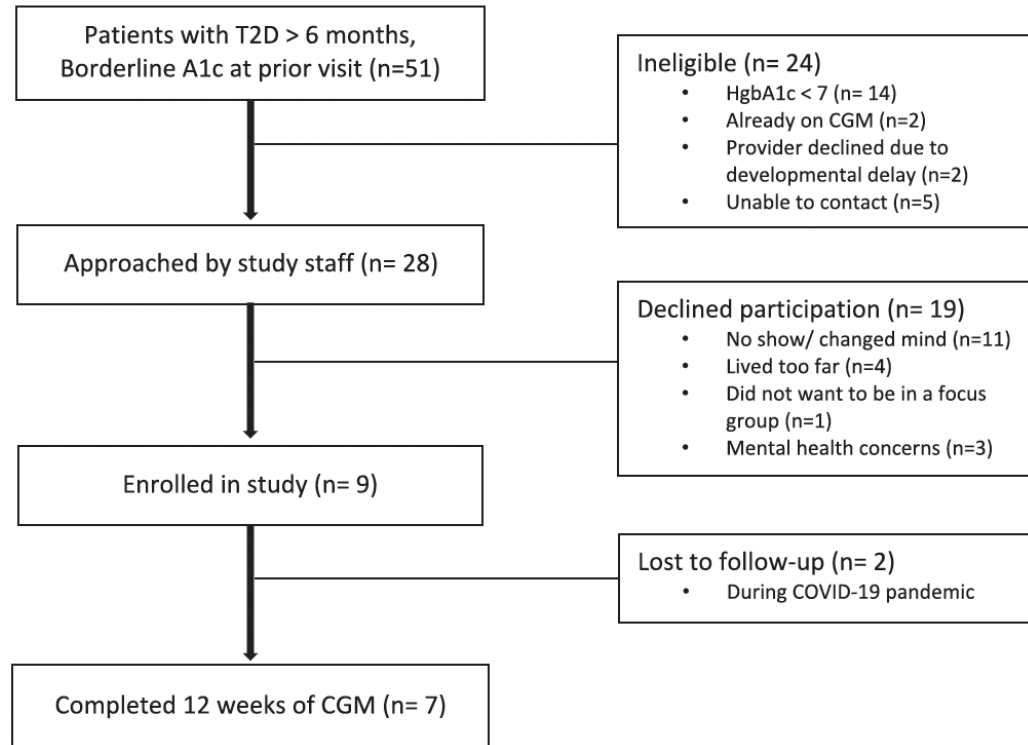 Patients with T2D > 6 months,
Borderline A1c at prior visit (n=51)
Ineligible (n= 24)
• HgbA1c < 7 (n= 14)
• Already on CGM (n=2)
• Provider declined due to
developmental delay (n=2)
• Unable to contact (n=5)
Approached by study staff (n= 28)
Declined participation (n= 19)
• No show/ changed mind (n=11)
• Lived too far (n=4)
• Did not want to be in a focus
group (n=1)
• Mental health concerns (n=3)
Enrolled in study (n= 9)
Lost to follow-up (n= 2)
• During COVID-19 pandemic
Completed 12 weeks of CGM (n= 7)